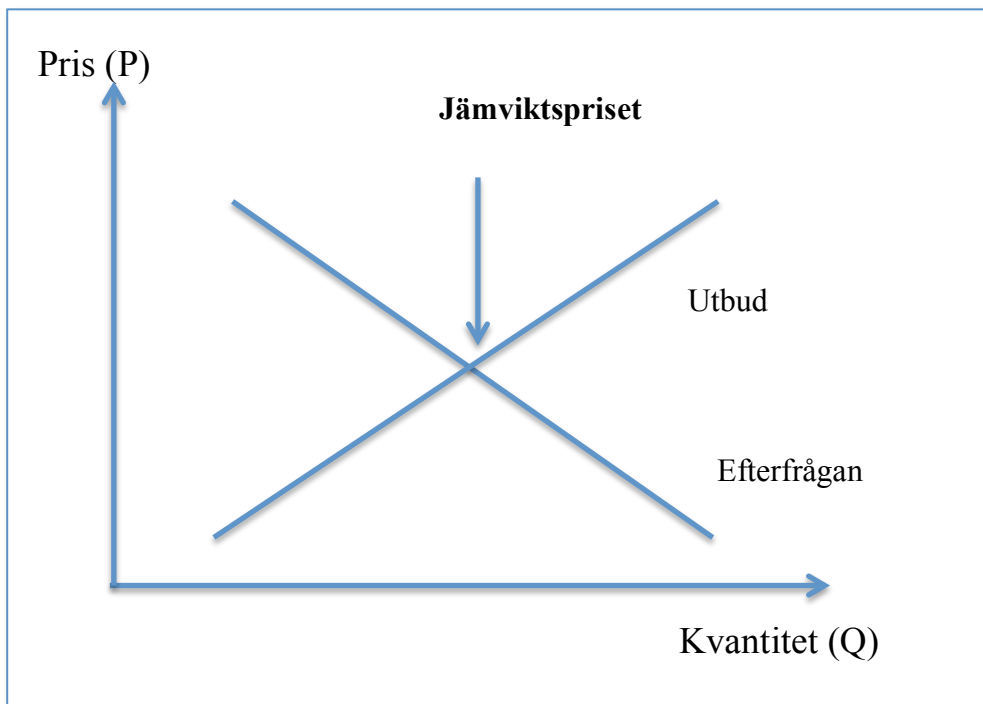 Pris (P)
Jämviktspriset
Utbud
Efterfrågan
Kvantitet (Q)